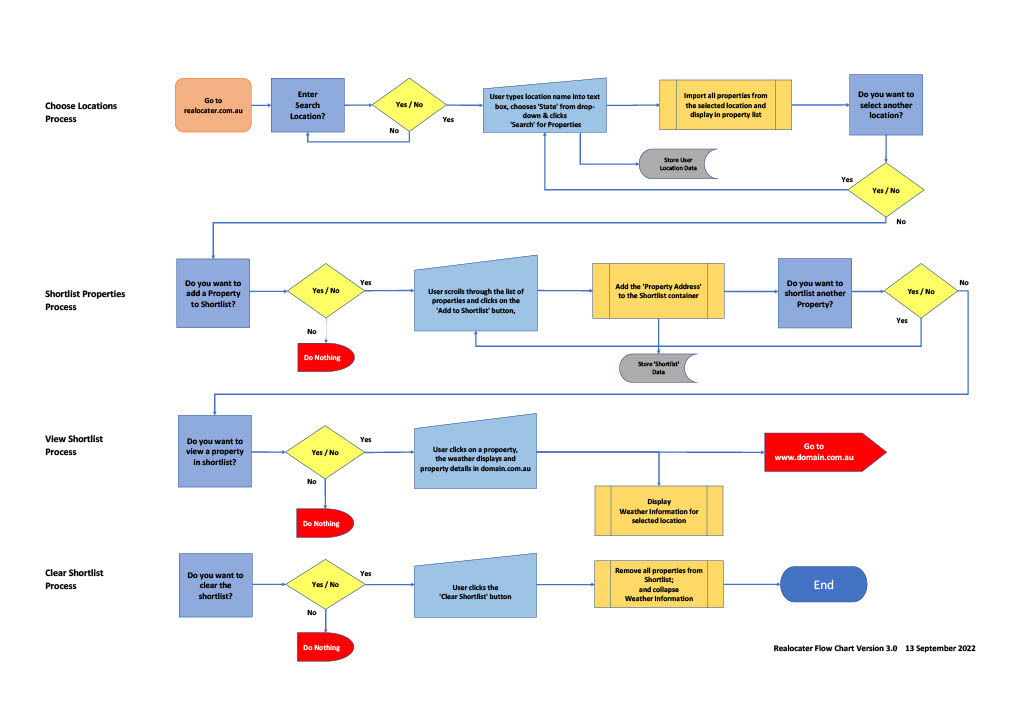 Choose Locations
Process
Go to
realocater.com.au
Enter
Search
Location?
Yes / No
No
Yes
User types location name into text
box, chooses 'State' from drop-
down & clicks
'Search' for Properties
Import all properties from
the selected location and
display in property list
Do you want to
select another
location?
Store User
Location Data
Yes
Yes / No
No
Shortlist Properties
Process
Do you want to
add a Property
to Shortlist?
Yes / No
Yes
No
Do Nothing
User scrolls through the list of
properties and clicks on the
'Add to Shortlist' button,
Add the 'Property Address'
to the Shortlist container
Store 'Shortlist'
Data
Do you want to
shortlist another
Property?
Yes / No
No
Yes
View Shortlist
Process
Do you want to
view a property
in shortlist?
Yes / No
Yes
No
Do Nothing
User clicks on a property,
the weather displays and
property details in domain.com.au
Go to
www.domain.com.au
Display
Weather Information for
selected location
Clear Shortlist
Process
Do you want to
clear the
shortlist?
Yes / No
Yes
No
Do Nothing
User clicks the
'Clear Shortlist' button
Remove all properties from
Shortlist;
and collapse
Weather Information
End
Realocater Flow Chart Version 3.0 13 September 2022